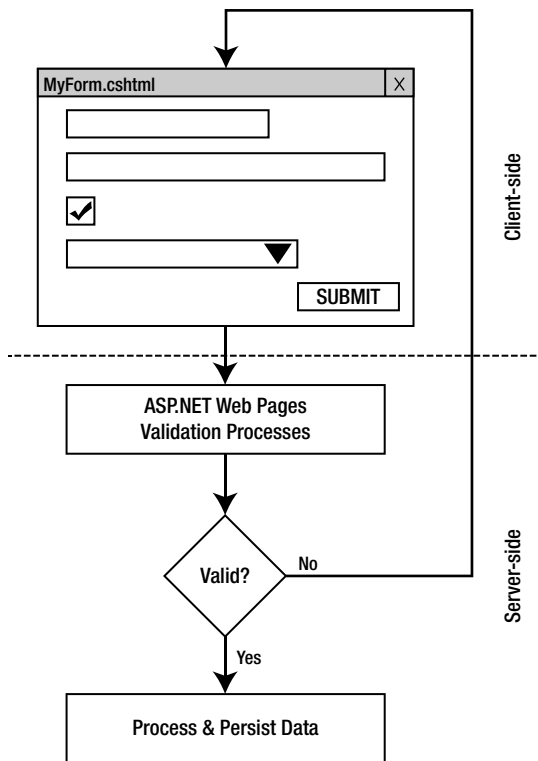 MyForm.cshtml X
SUBMIT
Client-side
ASP.NET Web Pages
Validation Processes
Valid?
No
Server-side
Yes
Process & Persist Data